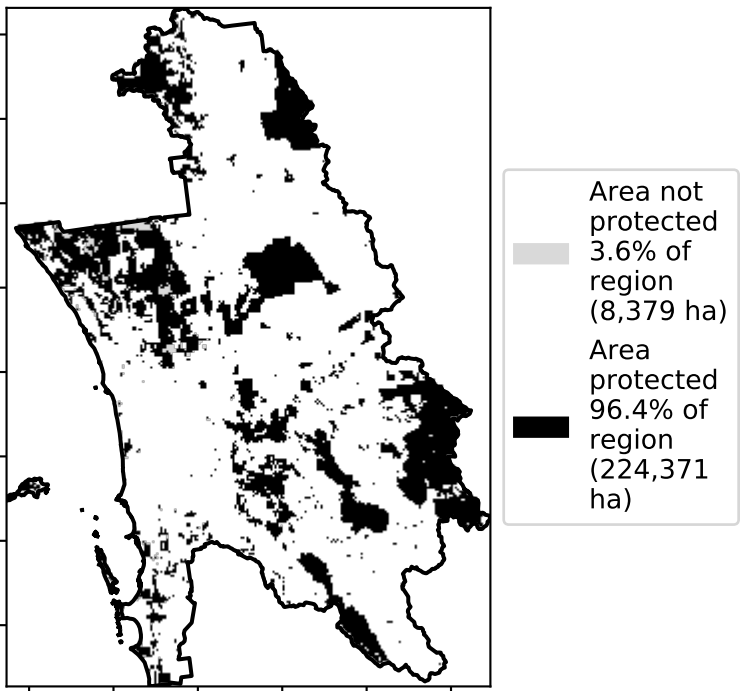 Area not
protected
3.6% of
region
(8,379 ha)
Area
protected
96.4% of
region
(224,371
ha)